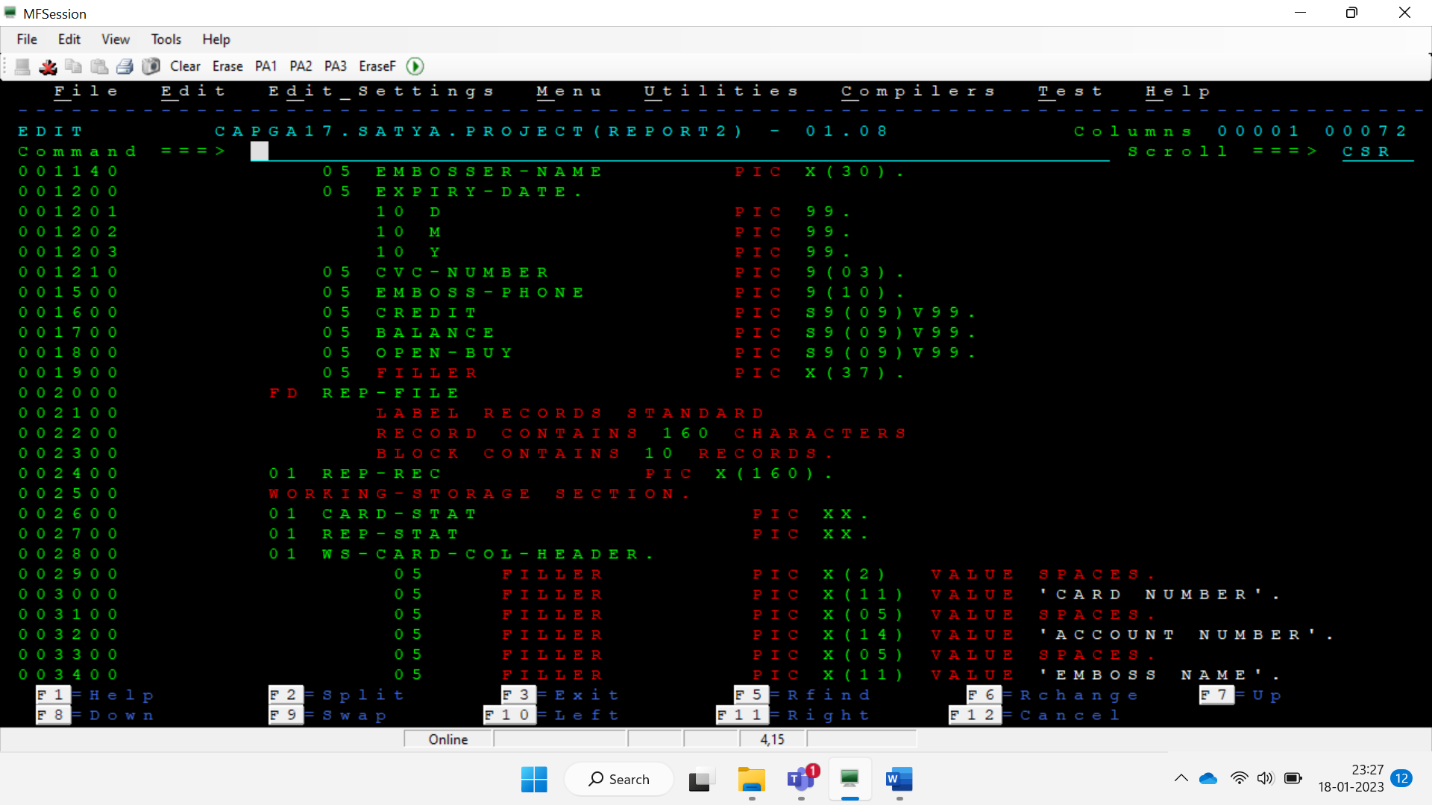 MFSession
File Edit View Tools Help
Clear Erase PA1 PA2 PA3 EraseF
File Edit Edit_Settings Menu Utilities Compilers Test Help
EDIT CAPGA17.SATYA.PROJECT(REPORT2) - 01.08 Columns 00001 00072
Command ===> Scroll ===> CSR
001140 05 EMBOSSER-NAME PIC X(30).
001200 05 EXPIRY-DATE.
001201 10 D PIC 99.
001202 10 M PIC 99.
001203 10 Y PIC 99.
001210 05 CVC-NUMBER PIC 9(03).
001500 05 EMBOSS-PHONE PIC 9(10).
001600 05 CREDIT PIC S9(09)V99.
001700 05 BALANCE PIC S9(09)V99.
001800 05 OPEN-BUY PIC S9(09)V99.
001900 05 FILLER PIC X(37).
002000 FD REP-FILE
002100 LABEL RECORDS STANDARD
002200 RECORD CONTAINS 160 CHARACTERS
002300 BLOCK CONTAINS 10 RECORDS.
002400 01 REP-REC PIC X(160).
002500 WORKING-STORAGE SECTION.
002600 01 CARD-STAT PIC XX.
002700 01 REP-STAT PIC XX.
002800 01 WS-CARD-COL-HEADER.
002900 05 FILLER PIC X(2) VALUE SPACES.
003000 05 FILLER PIC X(11) VALUE 'CARD NUMBER'.
003100 05 FILLER PIC X(05) VALUE SPACES.
003200 05 FILLER PIC X(14) VALUE 'ACCOUNT NUMBER'.
003300 05 FILLER PIC X(05) VALUE SPACES.
003400 05 FILLER PIC X(11) VALUE 'EMBOSS NAME'.
F1=Help F2=Split F3=Exit F5=Rfind F6=Rchange F7=Up
F8=Down F9=Swap F10=Left F11=Right F12=Cancel
Online 4,15
Search 1 W 23:27
18-01-2023 12